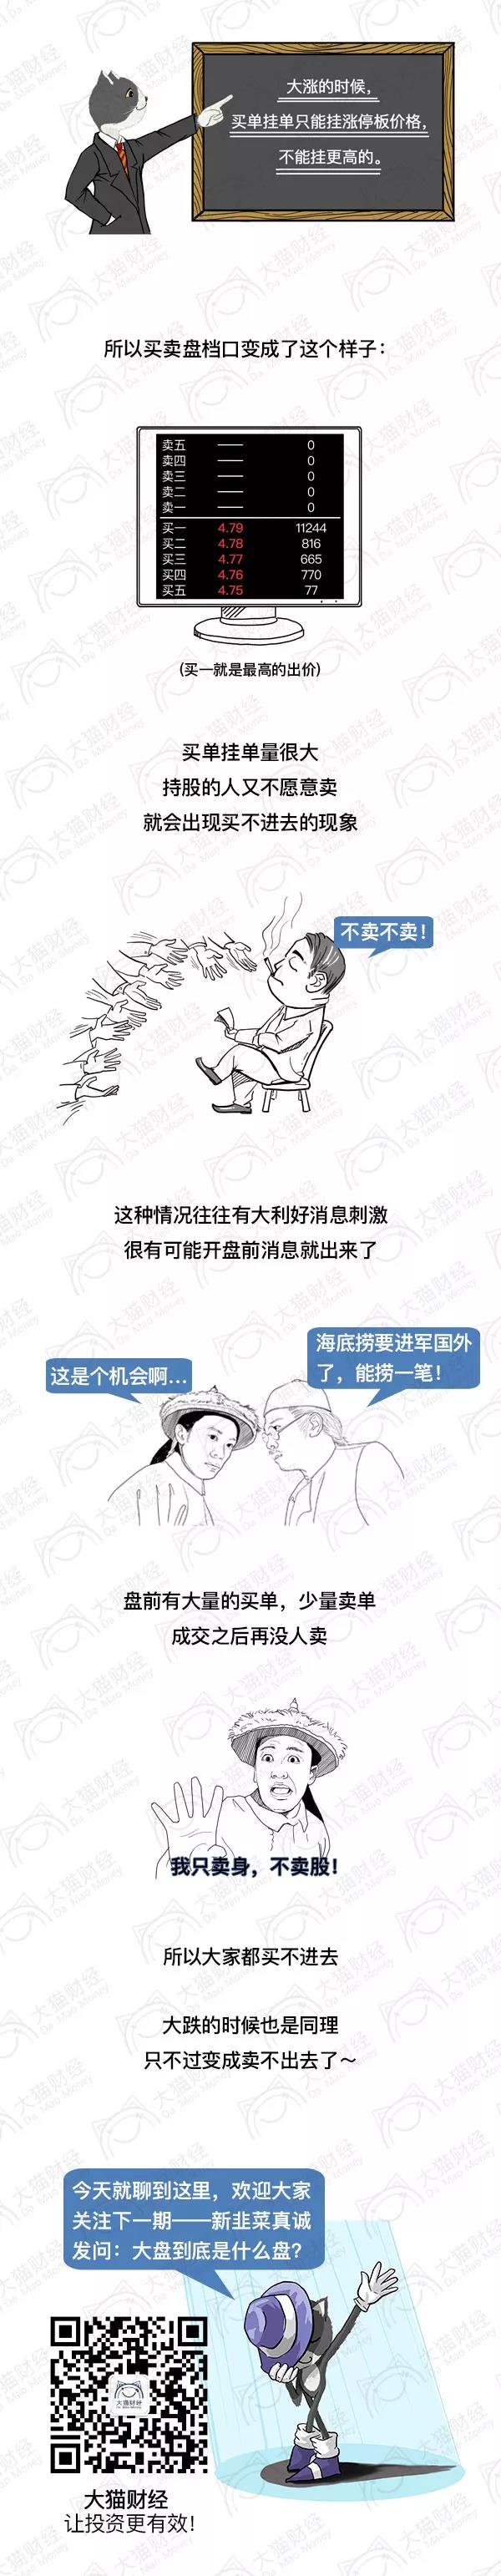 大涨的时候，
买单挂单只能挂涨停板价格，
不能挂更高的。
所以买卖盘档口变成了这个样子：
卖五 —— 0
卖四 —— 0
卖三 —— 0
卖二 —— 0
卖一 —— 0
买一 4.79 11244
买二 4.78 816
买三 4.77 665
买四 4.76 770
买五 4.75 77
(买一就是最高的出价)
买单挂单量很大
持股的人又不愿意卖
就会出现买不进去的现象
不卖不卖！
这种情况往往有大利好消息刺激
很有可能开盘前消息就出来了
这是个机会啊...
海底捞要进军国外
了，能捞一笔！
盘前有大量的买单，少量卖单
成交之后再没人卖
我只卖身，不卖股！
所以大家都买不进去
大跌的时候也是同理
只不过变成卖不出去了～
今天就聊到这里，欢迎大家
关注下一期——新韭菜真诚
发问：大盘到底是什么盘？
大猫财经
Da Mao Money
大猫财经
让投资更有效！